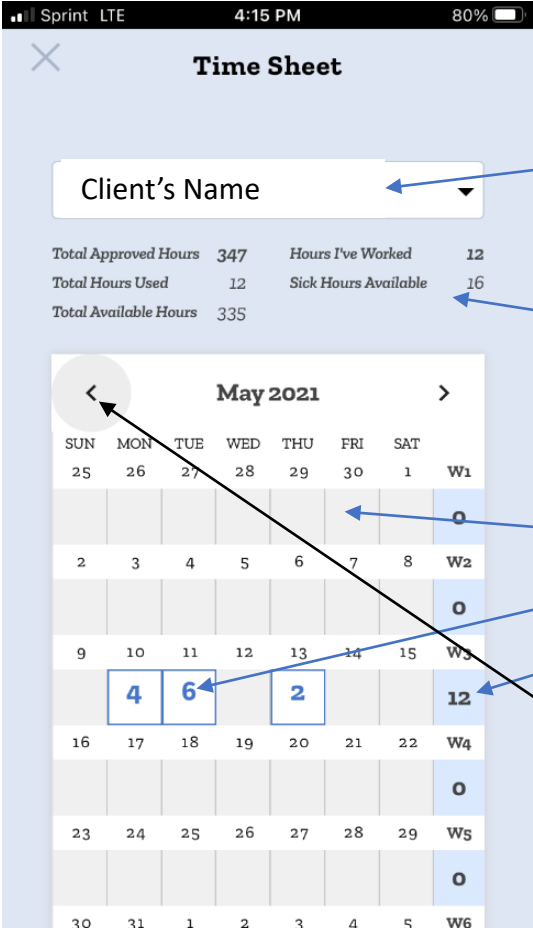 Sprint LTE 4:15 PM 80%
Time Sheet
Client's Name
Total Approved Hours 347 Hours I've Worked 12
Total Hours Used 12 Sick Hours Available 16
Total Available Hours 335
May 2021
SUN MON TUE WED THU FRI SAT
25 26 27 28 29 30 1 W1
0
2 3 4 5 6 7 8 W2
0
9 10 11 12 13 14 15 W3
4 6 2 12
16 17 18 19 20 21 22 W4
0
23 24 25 26 27 28 29 W5
0
30 31 1 2 3 4 5 W6